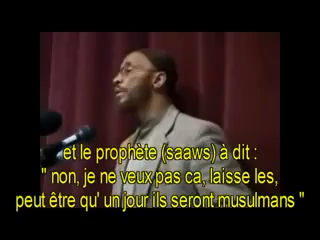 et le prophète (saaws) à dit :
" non, je ne veux pas ca, laisse les,
peut être qu' un jour ils seront musulmans "